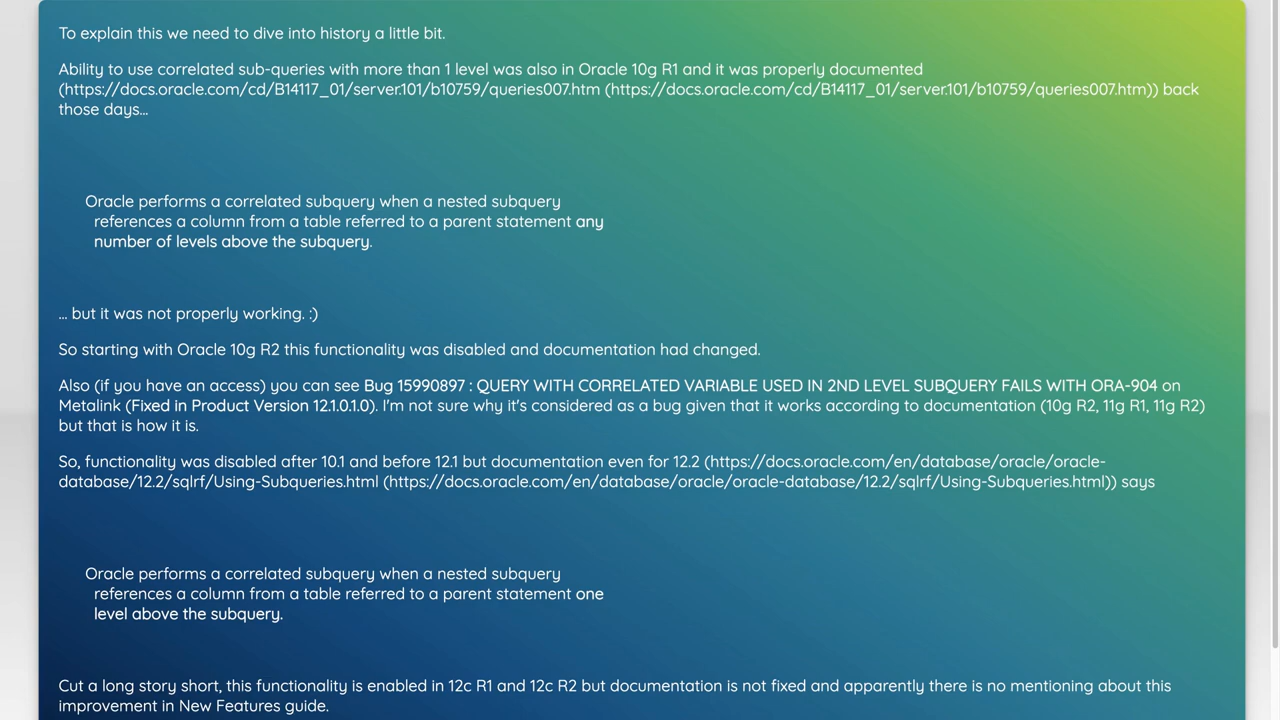 To explain this we need to dive into history a little bit.
Ability to use correlated sub-queries with more than 1 level was also in Oracle 10g R1 and it was properly documented
(https://docs.oracle.com/cd/B14117_01/server.101/b10759/queries007.htm (https://docs.oracle.com/cd/B14117_01/server.101/b10759/queries007.htm)) back
those days...
Oracle performs a correlated subquery when a nested subquery
references a column from a table referred to a parent statement any
number of levels above the subquery.
... but it was not properly working. :)
So starting with Oracle 10g R2 this functionality was disabled and documentation had changed.
Also (if you have an access) you can see Bug 15990897 : QUERY WITH CORRELATED VARIABLE USED IN 2ND LEVEL SUBQUERY FAILS WITH ORA-904 on
Metalink (Fixed in Product Version 12.1.0.1.0). I'm not sure why it's considered as a bug given that it works according to documentation (10g R2, 11g R1, 11g R2)
but that is how it is.
So, functionality was disabled after 10.1 and before 12.1 but documentation even for 12.2 (https://docs.oracle.com/en/database/oracle/oracle-
database/12.2/sqlrf/Using-Subqueries.html (https://docs.oracle.com/en/database/oracle/oracle-database/12.2/sqlrf/Using-Subqueries.html)) says
Oracle performs a correlated subquery when a nested subquery
references a column from a table referred to a parent statement one
level above the subquery.
Cut a long story short, this functionality is enabled in 12c R1 and 12c R2 but documentation is not fixed and apparently there is no mentioning about this
improvement in New Features guide.